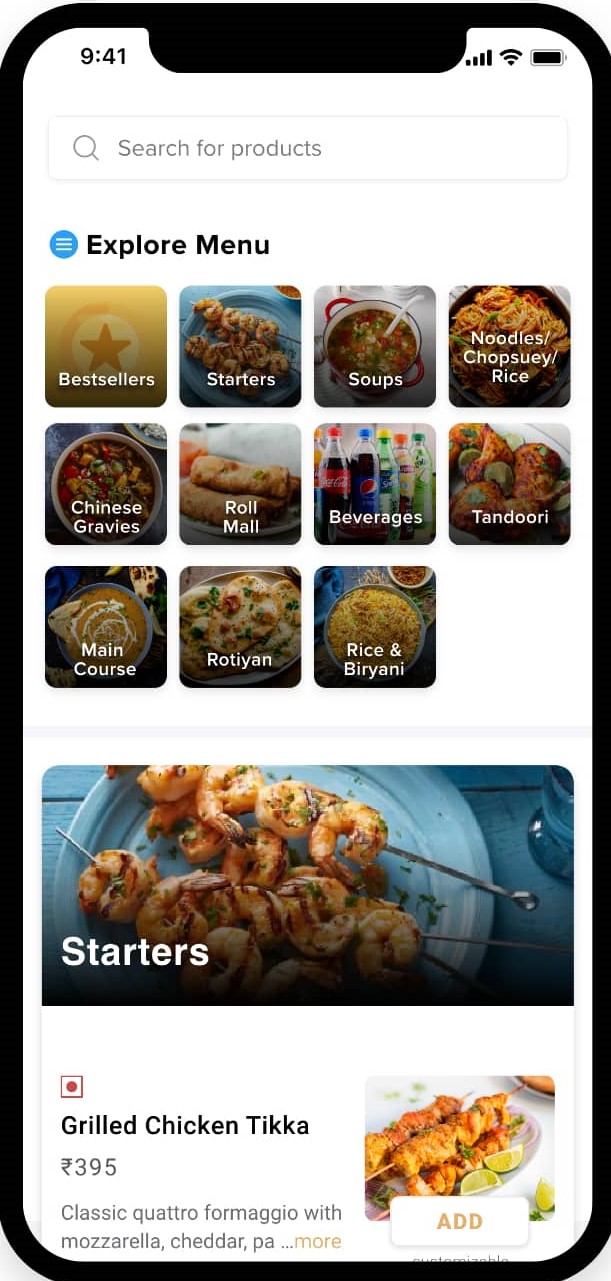 9:41
Search for products
Explore Menu
Bestsellers
Starters
Soups
Noodles/
Chopsuey/
Rice
Chinese
Gravies
Roll
Mall
Beverages
Tandoori
Main
Course
Rotiyan
Rice &
Biryani
Starters
Grilled Chicken Tikka
₹395
Classic quattro formaggio with
mozzarella, cheddar, pa ...more
ADD
customizable